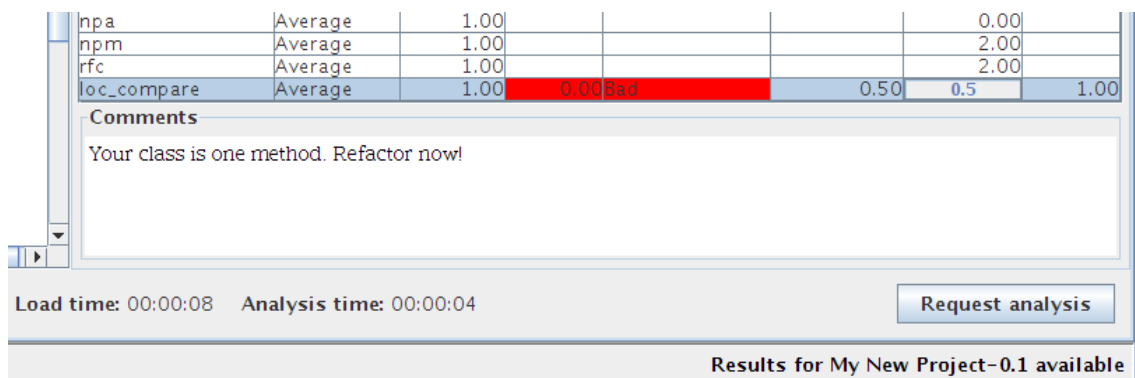 npa Average 1.00 0.00
npm Average 1.00 2.00
rfc Average 1.00 2.00
loc_compare Average 1.00 0.00 Bad 0.50 0.5 1.00
Comments
Your class is one method. Refactor now!
Load time: 00:00:08 Analysis time: 00:00:04 Request analysis
Results for My New Project-0.1 available